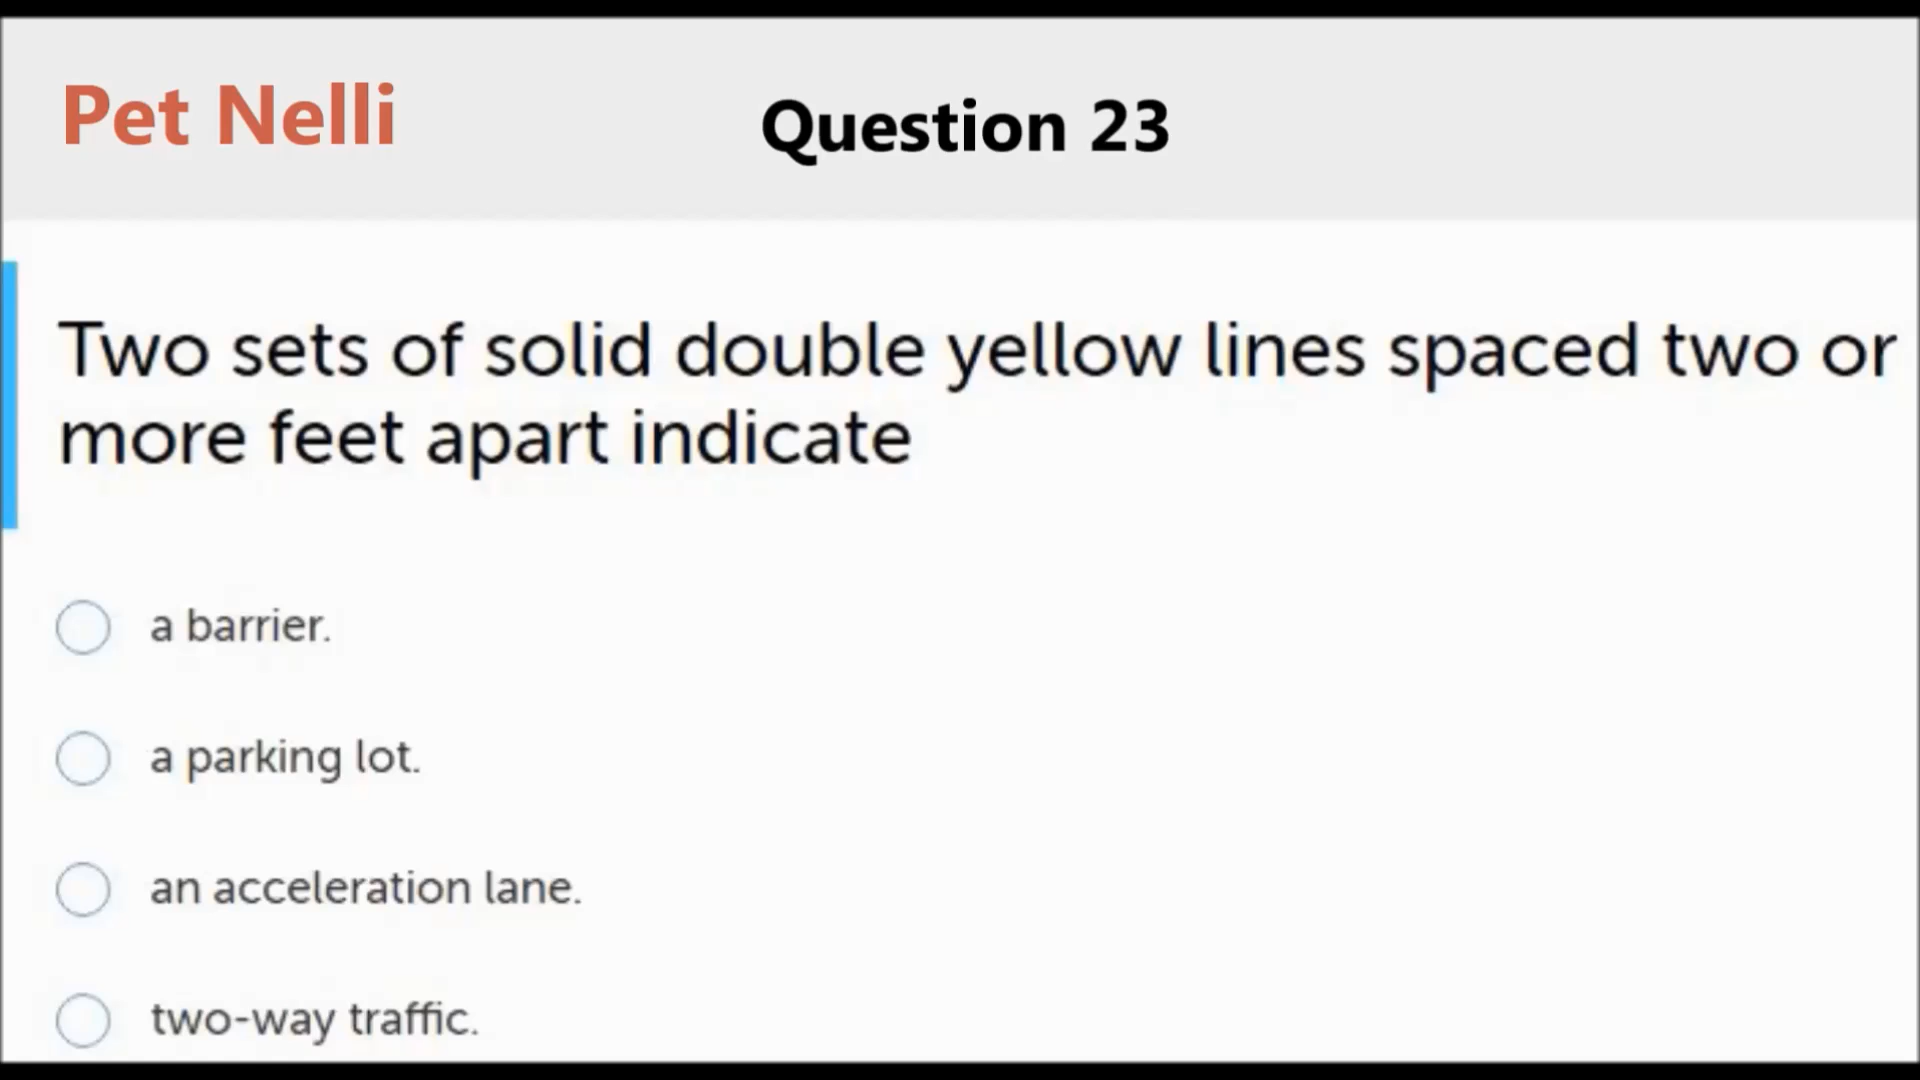 Pet Nelli
Question 23
Two sets of solid double yellow lines spaced two or
more feet apart indicate
a barrier.
a parking lot.
an acceleration lane.
two-way traffic.